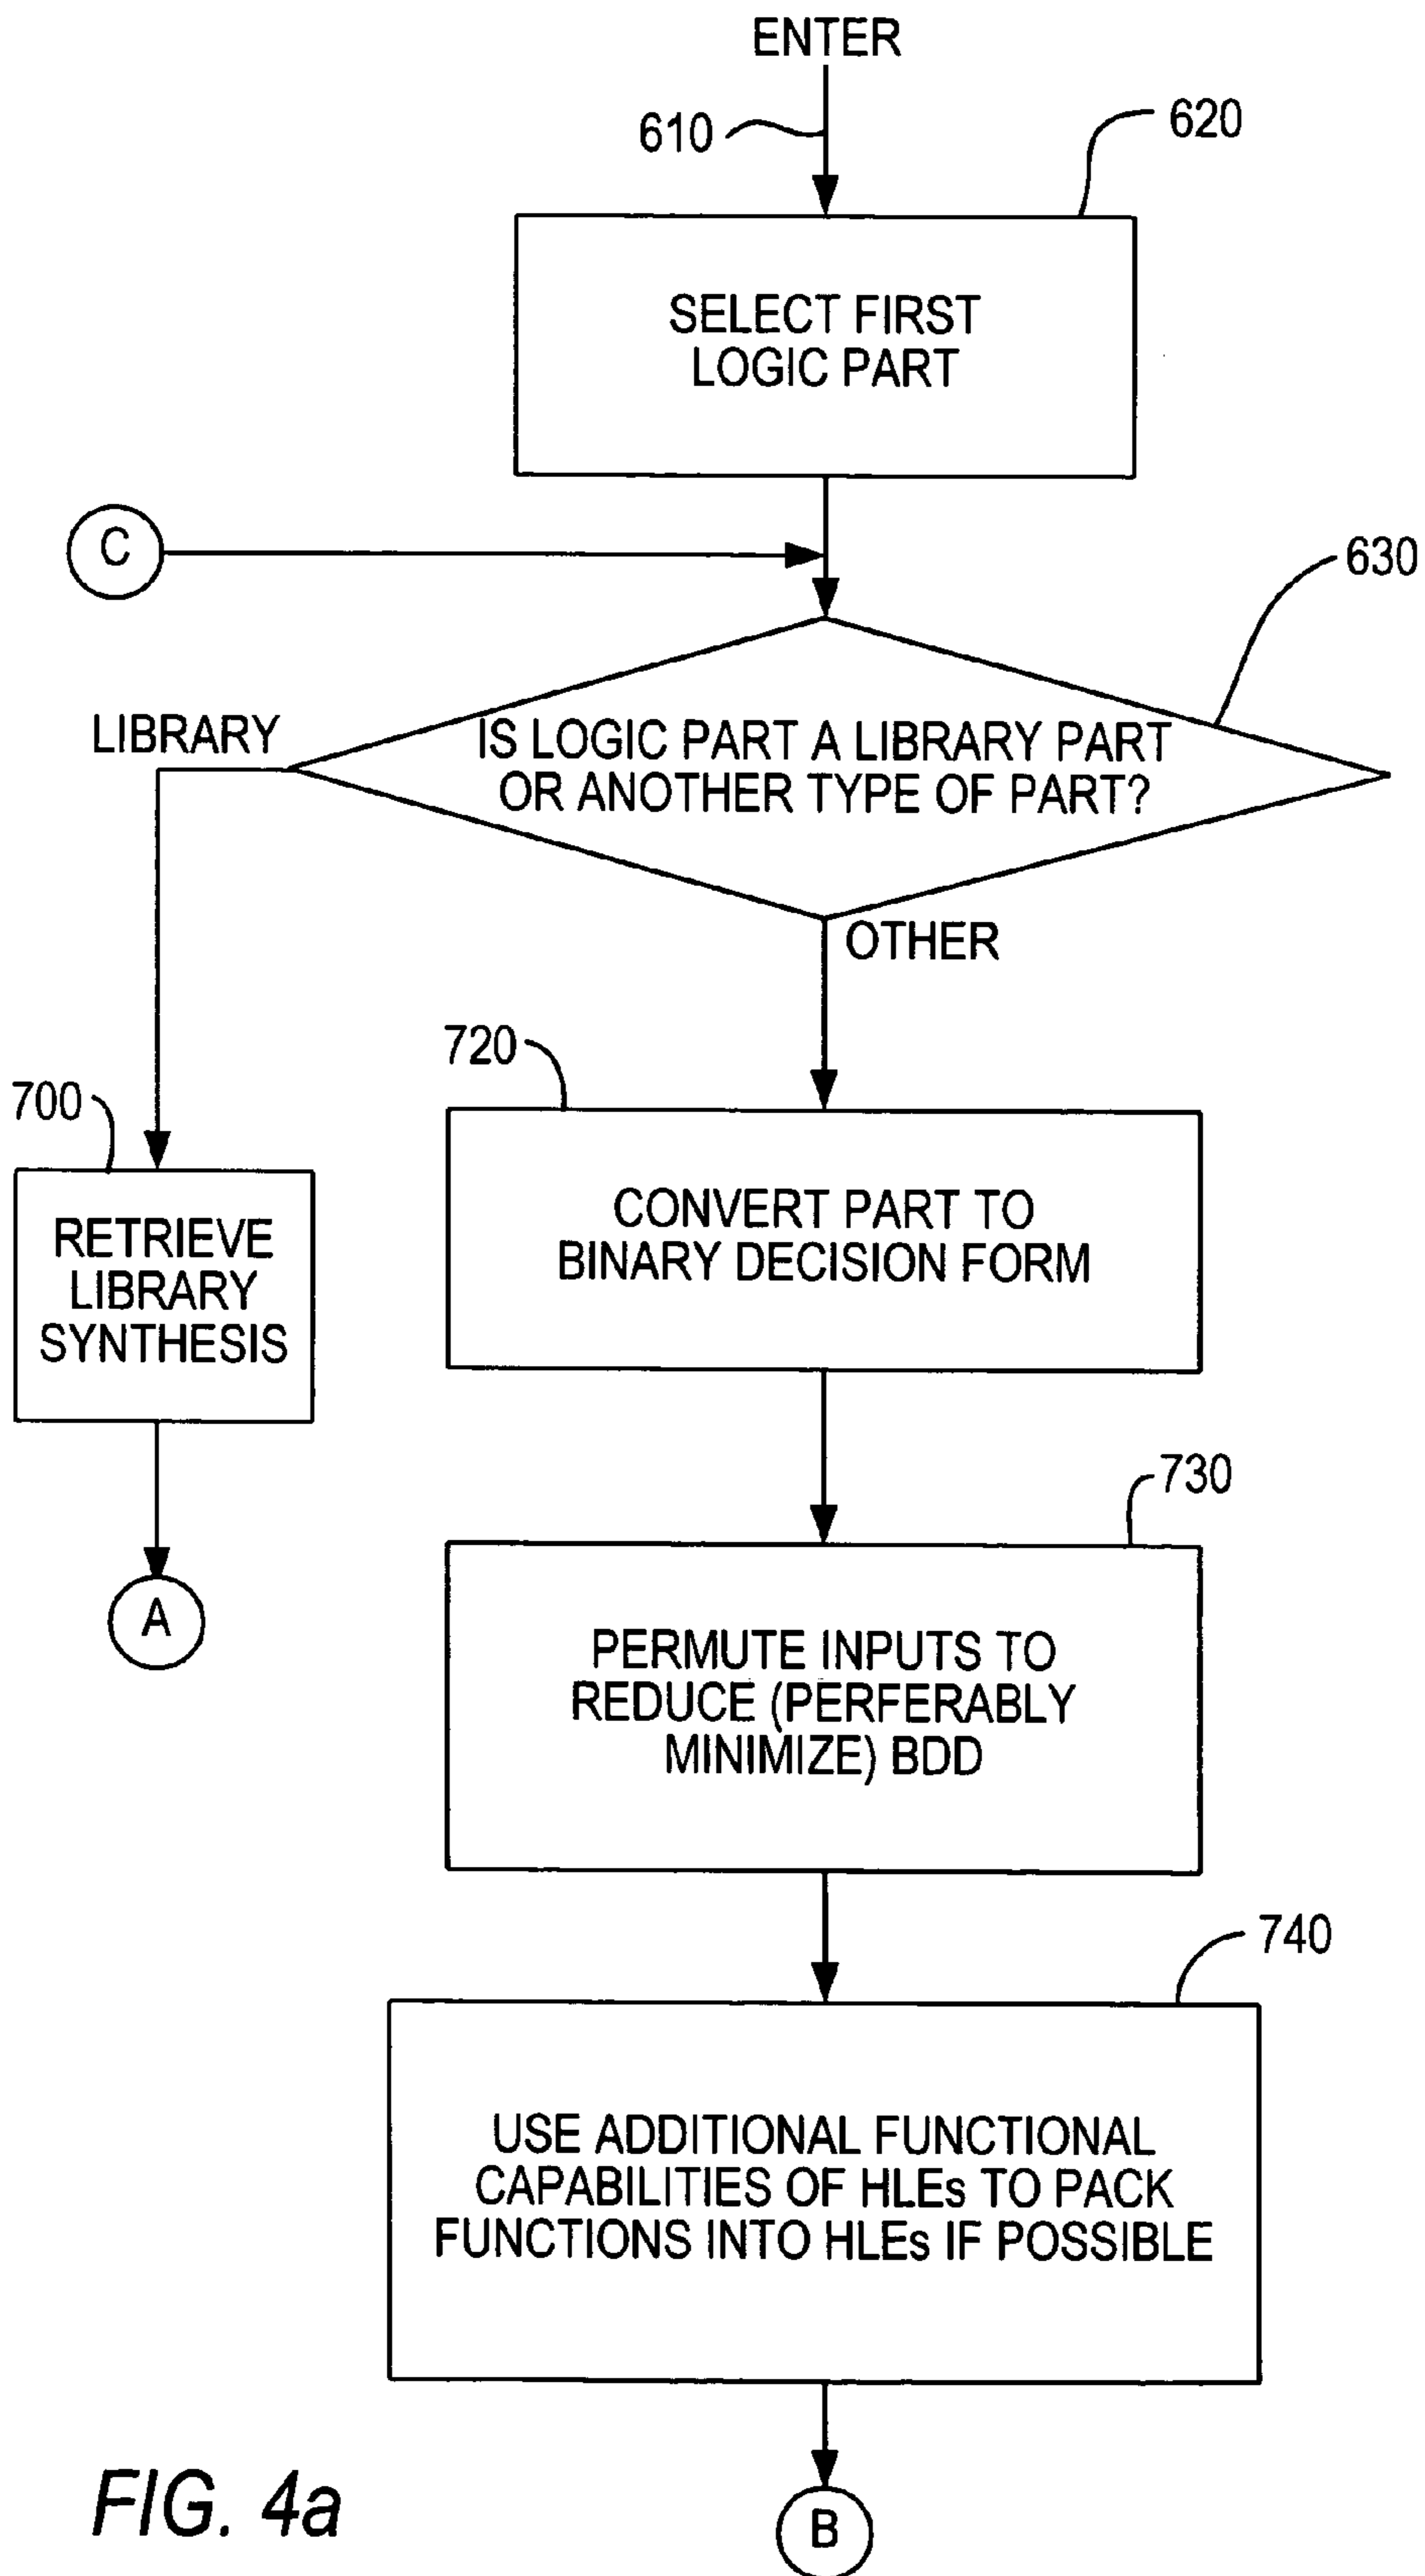 ENTER
610
620
SELECT FIRST
LOGIC PART
C
630
LIBRARY
IS LOGIC PART A LIBRARY PART
OR ANOTHER TYPE OF PART?
OTHER
720
700
CONVERT PART TO
BINARY DECISION FORM
RETRIEVE
LIBRARY
SYNTHESIS
730
A
PERMUTE INPUTS TO
REDUCE (PERFERABLY
MINIMIZE) BDD
740
USE ADDITIONAL FUNCTIONAL
CAPABILITIES OF HLEs TO PACK
FUNCTIONS INTO HLEs IF POSSIBLE
FIG. 4a
B